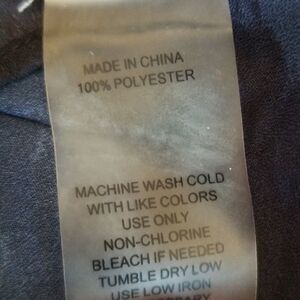 MADE IN CHINA
100% POLYESTER
MACHINE WASH COLD
WITH LIKE COLORS
USE ONLY
NON-CHLORINE
BLEACH IF NEEDED
TUMBLE DRY LOW
USE LOW IRON